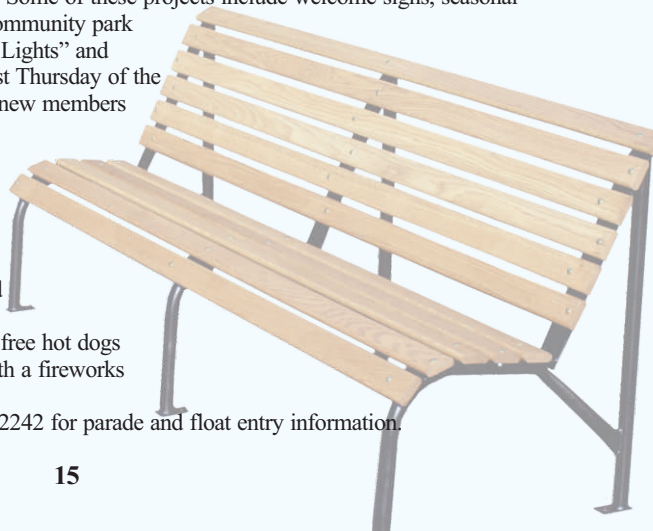 Some of these projects include welcome signs, seasonal
ommunity park
Lights” and
st Thursday of the
new members
free hot dogs
th a fireworks
2242 for parade and float entry information.
15